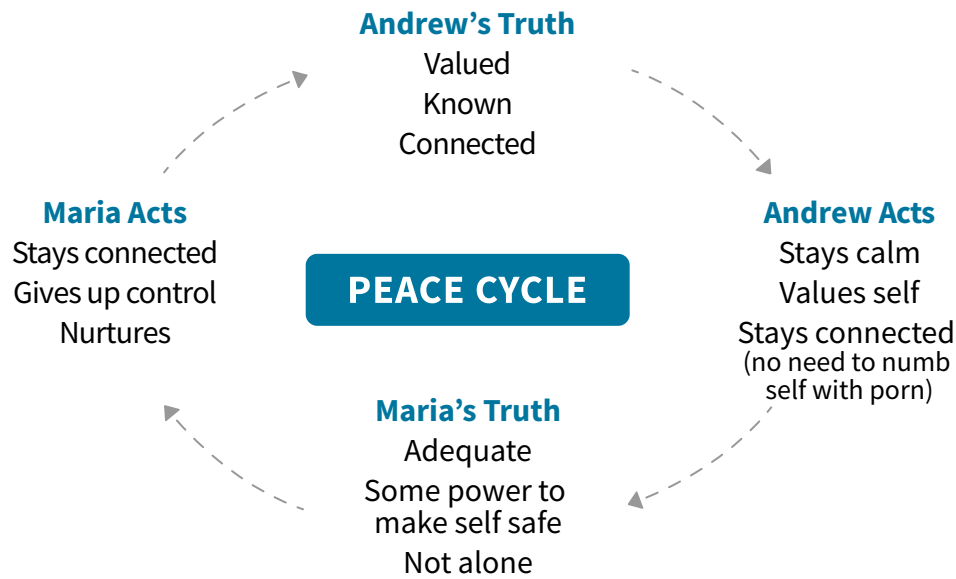 Andrew’s Truth
Valued
Known
Connected
Andrew Acts
Stays calm
Values self
Stays connected
(no need to numb
self with porn)
Maria’s Truth
Adequate
Some power to
make self safe
Not alone
Maria Acts
Stays connected
Gives up control
Nurtures
PEACE CYCLE